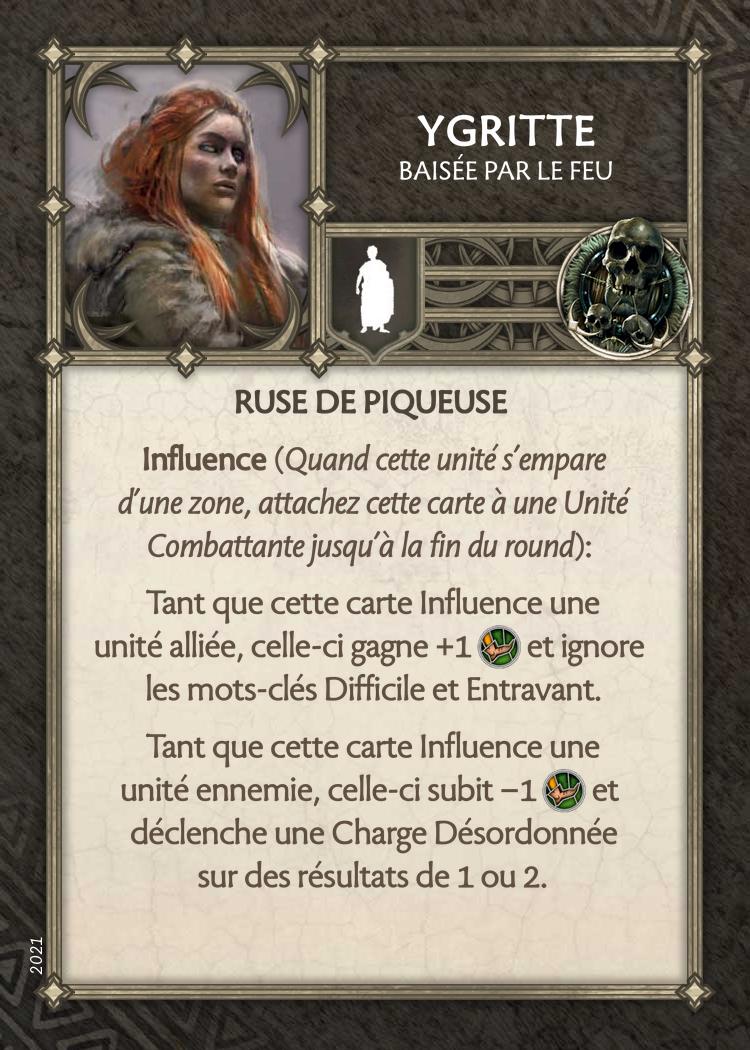 YGRITTE
BAISÉE PAR LE FEU
RUSE DE PIQUEUSE
Influence (Quand cette unité s'empare
d'une zone, attachez cette carte à une Unité
Combattante jusqu'à la fin du round):
Tant que cette carte Influence une
unité alliée, celle-ci gagne +1 et ignore
les mots-clés Difficile et Entravant.
Tant que cette carte Influence une
unité ennemie, celle-ci subit −1 et
déclenche une Charge Désordonnée
sur des résultats de 1 ou 2.
2021